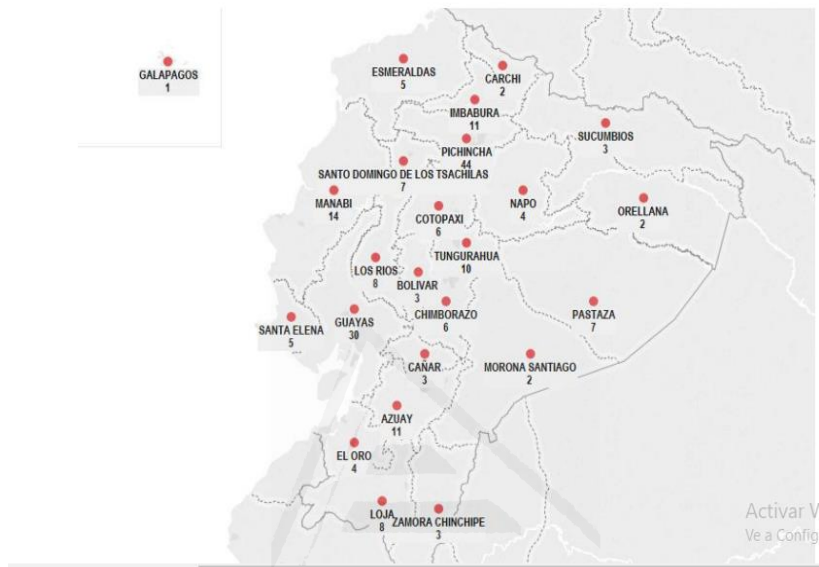 GALAPAGOS
1
ESMERALDAS
5
CARCHI
2
IMBABURA
11
SUCUMBIOS
3
PICHINCHA
44
SANTO DOMINGO DE LOS TSACHILAS
7
MANABI
14
NAPO
4
ORELLANA
2
COTOPAXI
6
TUNGURAHUA
10
LOS RIOS
8
BOLIVAR
3
CHIMBORAZO
6
PASTAZA
7
SANTA ELENA
5
GUAYAS
30
CAÑAR
3
MORONA SANTIAGO
2
AZUAY
11
EL ORO
4
LOJA
8
ZAMORA CHINCHIPE
3
Activar V
Ve a Config